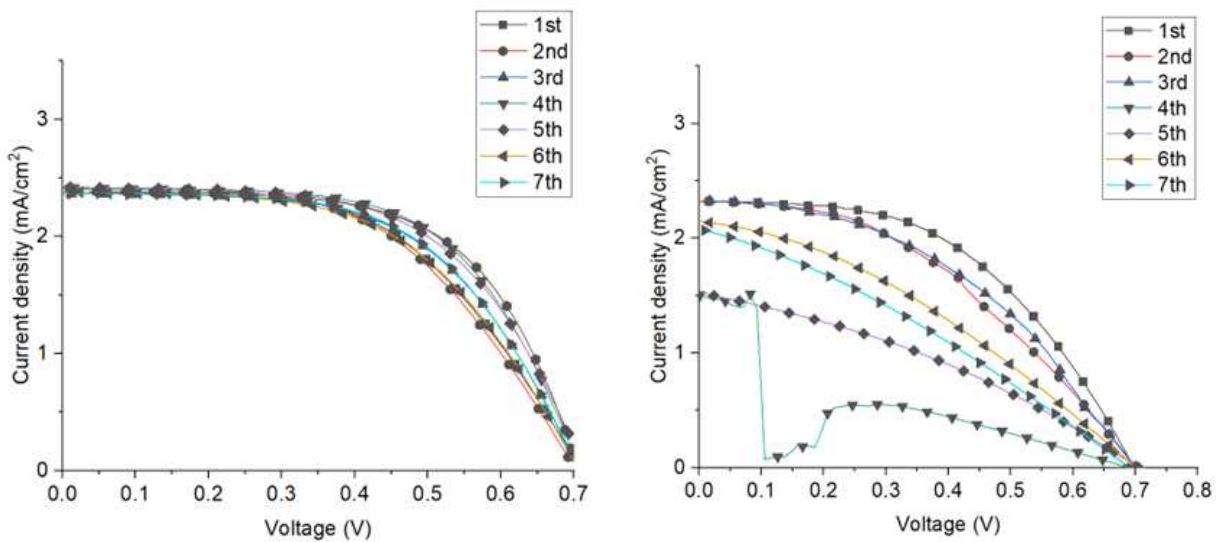 1st
2nd
3rd
4th
5th
6th
7th
Current density (mA/cm²)
3
2
1
0
0.0 0.1 0.2 0.3 0.4 0.5 0.6 0.7
Voltage (V)
1st
2nd
3rd
4th
5th
6th
7th
Current density (mA/cm²)
3
2
1
0
0.0 0.1 0.2 0.3 0.4 0.5 0.6 0.7 0.8
Voltage (V)